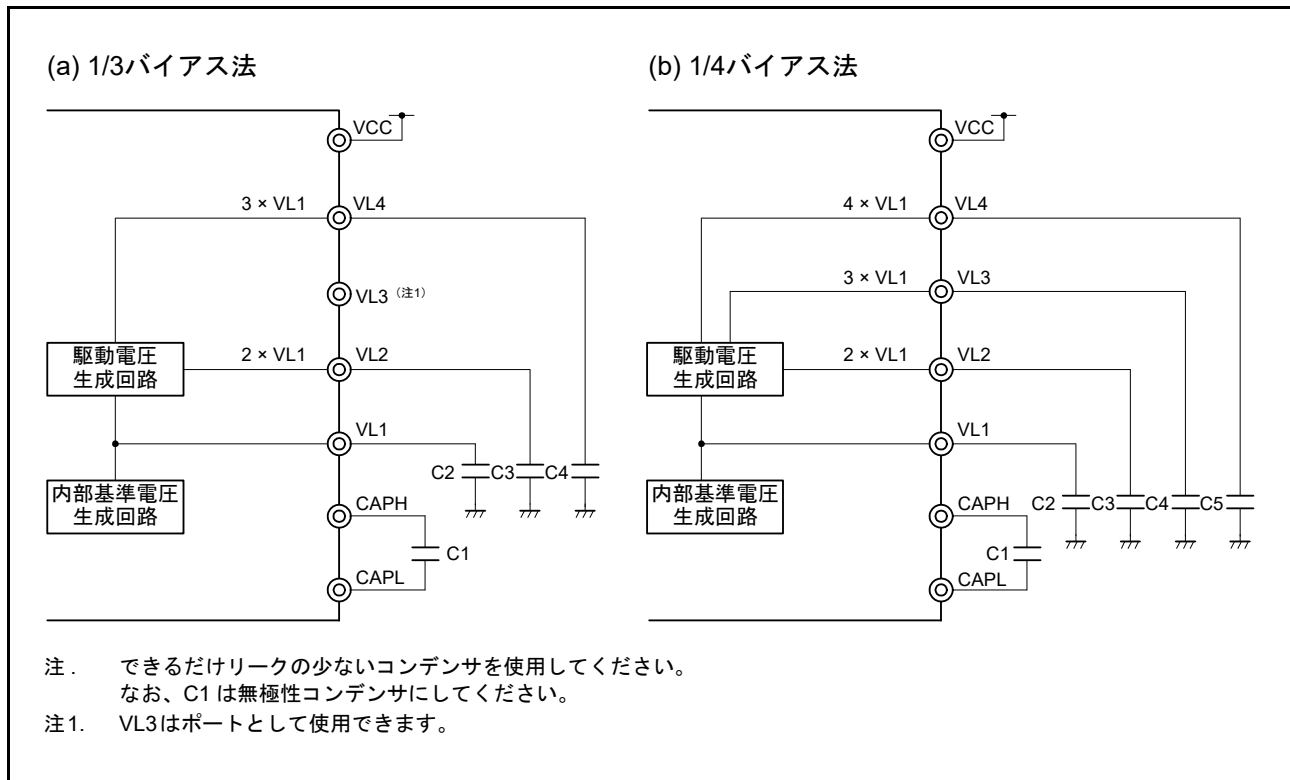 (a) 1/3バイアス法
VCC
3 × VL1
VL4
VL3（注1）
駆動電圧
生成回路
2 × VL1
VL2
VL1
C2
C3
C4
内部基準電圧
生成回路
CAPH
C1
CAPL
(b) 1/4バイアス法
VCC
4 × VL1
VL4
3 × VL1
VL3
駆動電圧
生成回路
2 × VL1
VL2
VL1
C2
C3
C4
C5
内部基準電圧
生成回路
CAPH
C1
CAPL
注 . できるだけリークの少ないコンデンサを使用してください。
なお、C1 は無極性コンデンサにしてください。
注1. VL3はポートとして使用できます。